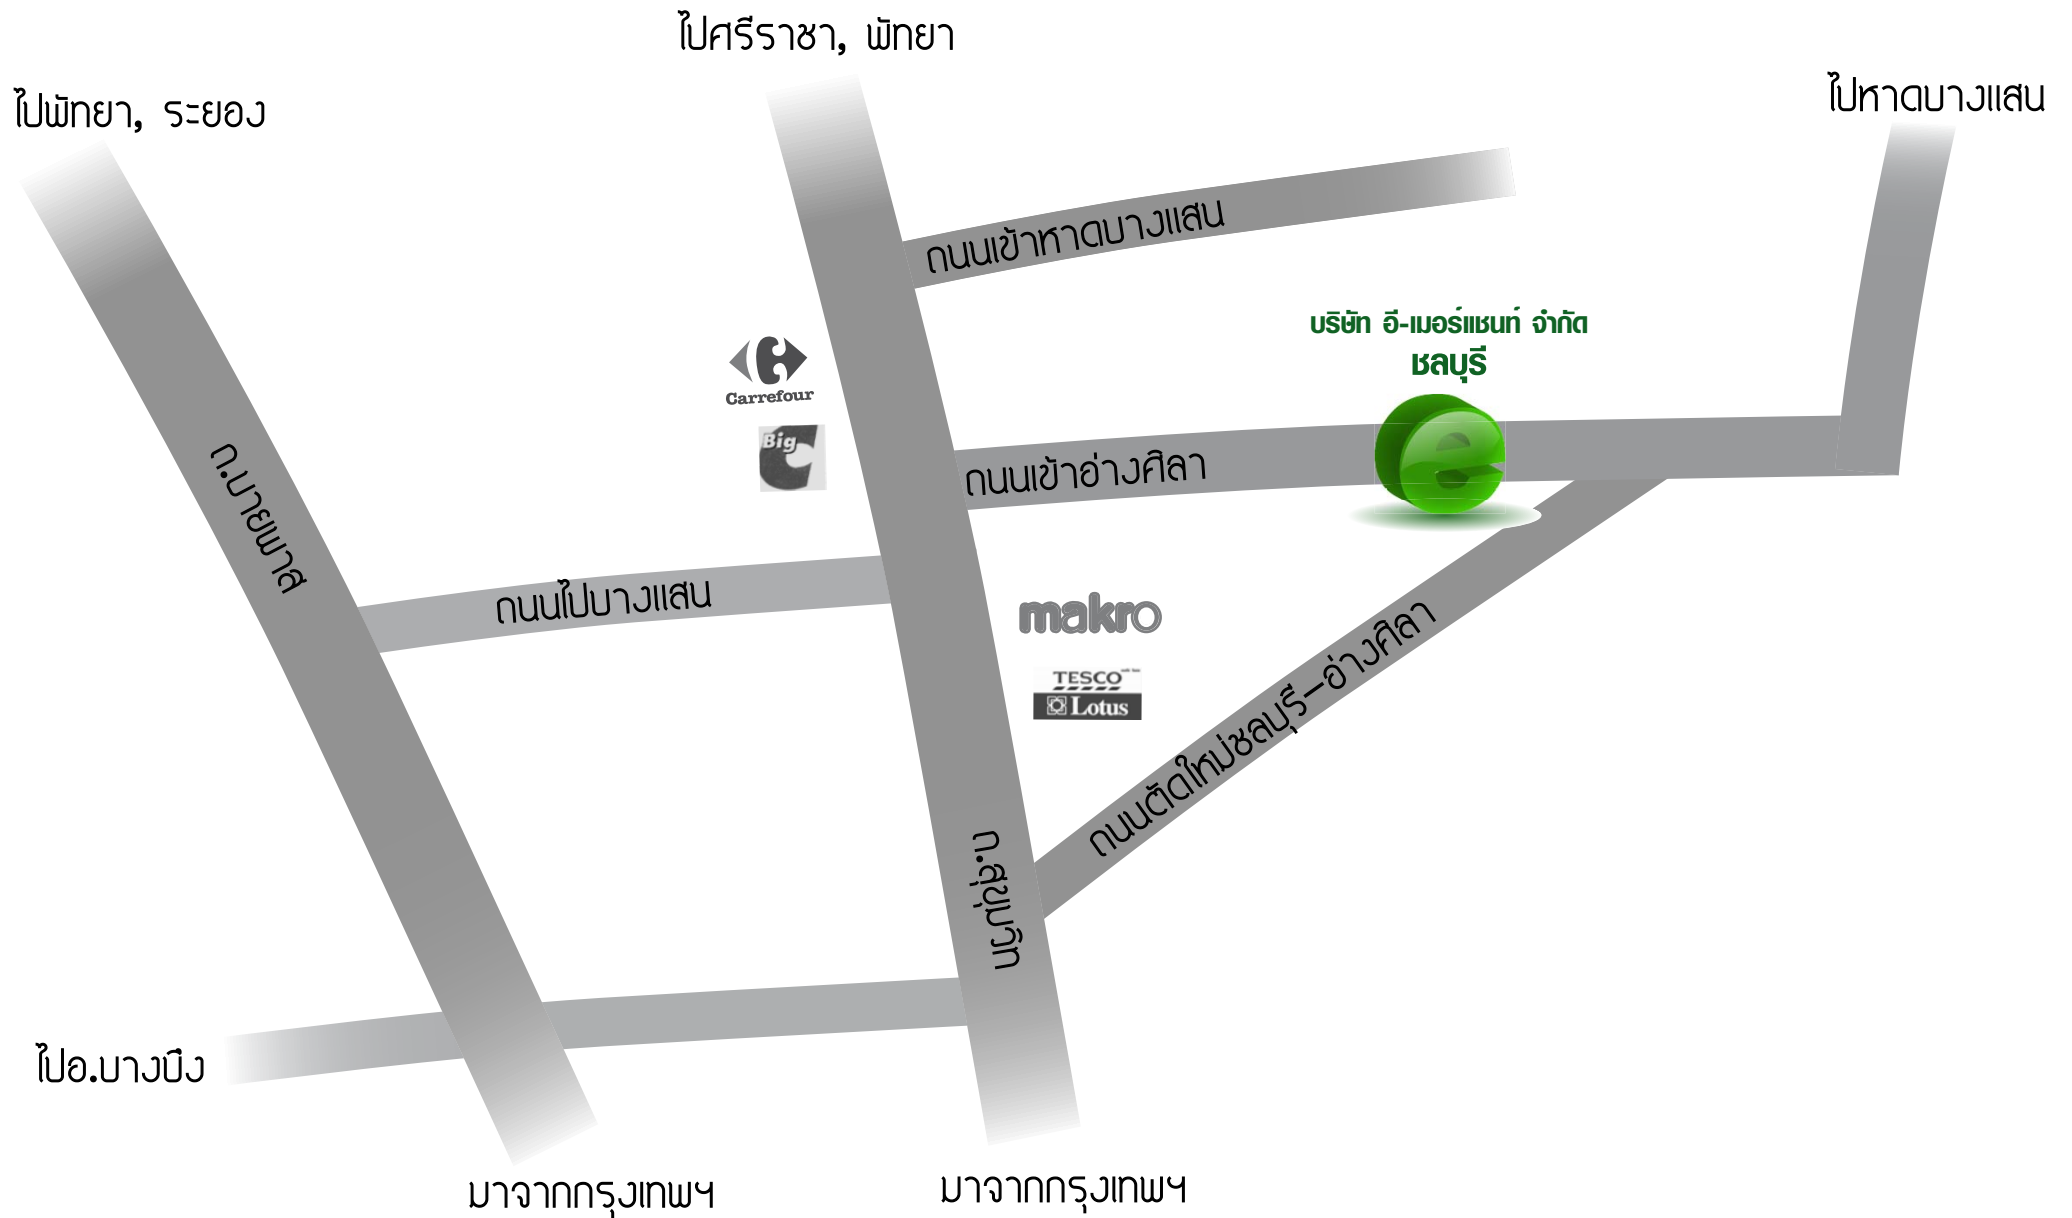 ไปศรีราชา, พัทยา
ไปพัทยา, ระยอง
ไปหาดบางแสน
ถนนเข้าหาดบางแสน
บริษัท อี-เมอร์แชนท์ จำกัด
ชลบุรี
Carrefour
Big C
e
ถ.บายพาส
ถนนเข้าอ่างศิลา
ถนนไปบางแสน
makro
TESCO
Lotus
ถนนตัดใหม่ชลบุรี-อ่างศิลา
ถ.สุขุมวิท
ไปอ.บางบึง
มาจากกรุงเทพฯ
มาจากกรุงเทพฯ